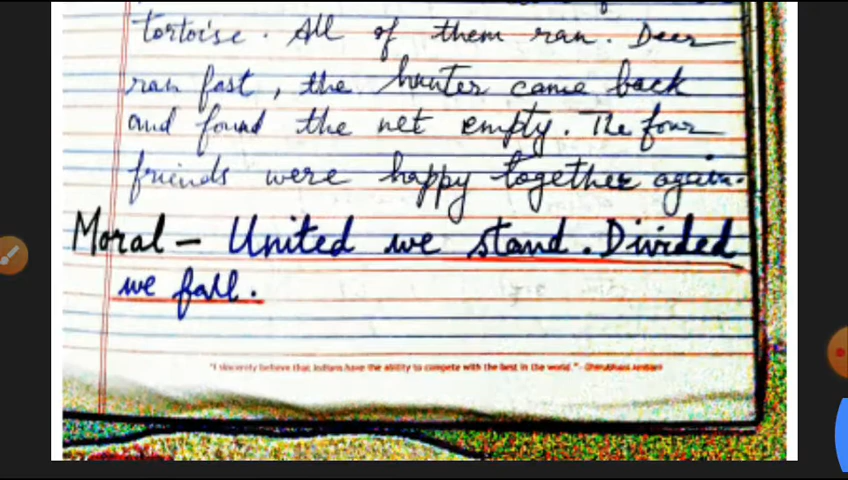 tortoise. All of them ran. Deer
ran fast, the hunter came back
and found the net empty. The four
friends were happy together again.
Moral - United we stand. Divided
we fall.
"I sincerely believe that Indians have the ability to compete with the best in the world." - Dhirubhai Ambani